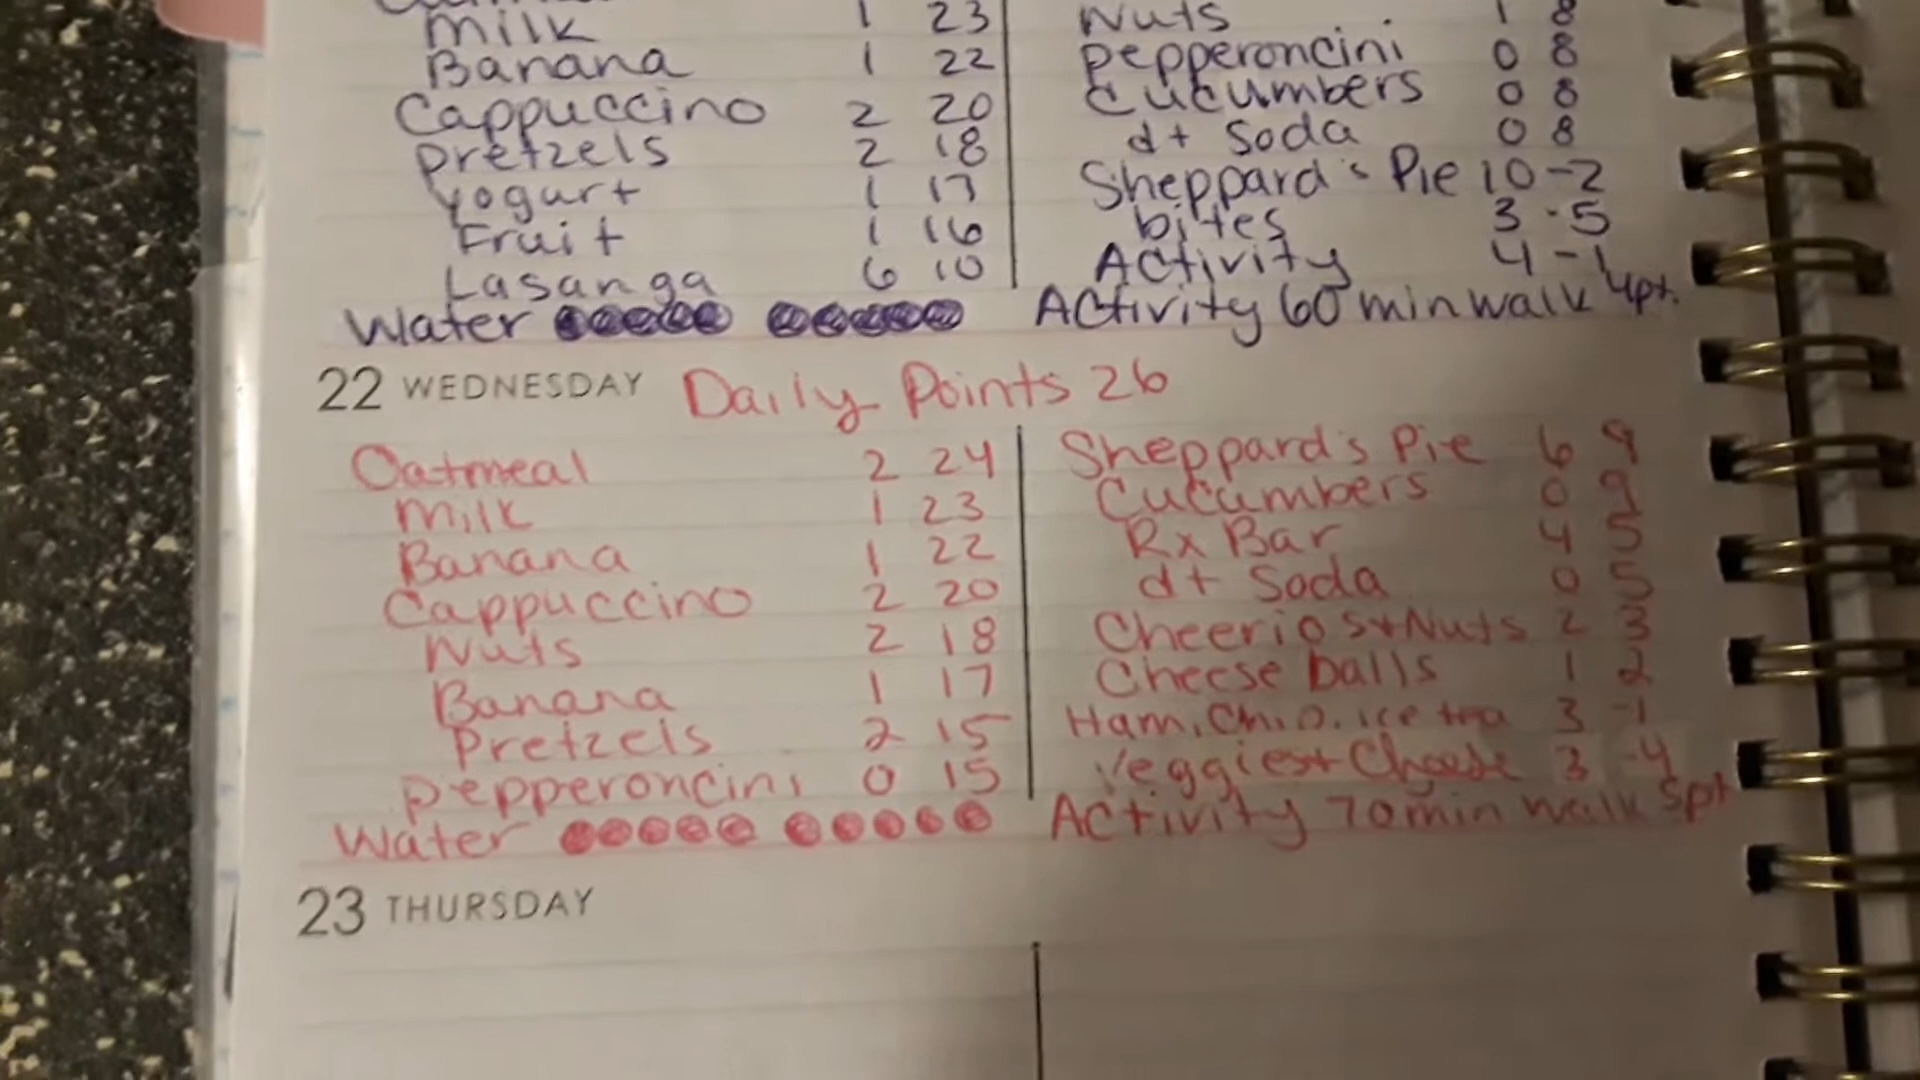 Milk 1 23
Banana 1 22
Cappuccino 2 20
Pretzels 2 18
Yogurt 1 17
Fruit 1 16
Lasanga 6 10
Nuts 1 8
Pepperoncini 0 8
Cucumbers 0 8
dt Soda 0 8
Sheppard's Pie 10 -2
bites 3 -5
Activity 4 -1
Water
Activity 60 min walk 4pt.
22 WEDNESDAY Daily Points 26
Oatmeal 2 24
Milk 1 23
Banana 1 22
Cappuccino 2 20
Nuts 2 18
Banana 1 17
Pretzels 2 15
Pepperoncini 0 15
Sheppard's Pie 6 9
Cucumbers 0 9
Rx Bar 4 5
dt Soda 0 5
Cheerios + Nuts 2 3
Cheese balls 1 2
Ham, Ch. 3 -1
Veggies + Cheese 3 -4
Water
Activity 70 min walk 5pt
23 THURSDAY